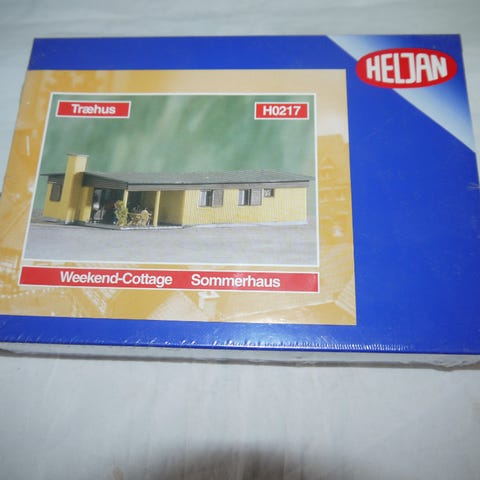 HELJAN
Træhus H0217
Weekend-Cottage Sommerhaus